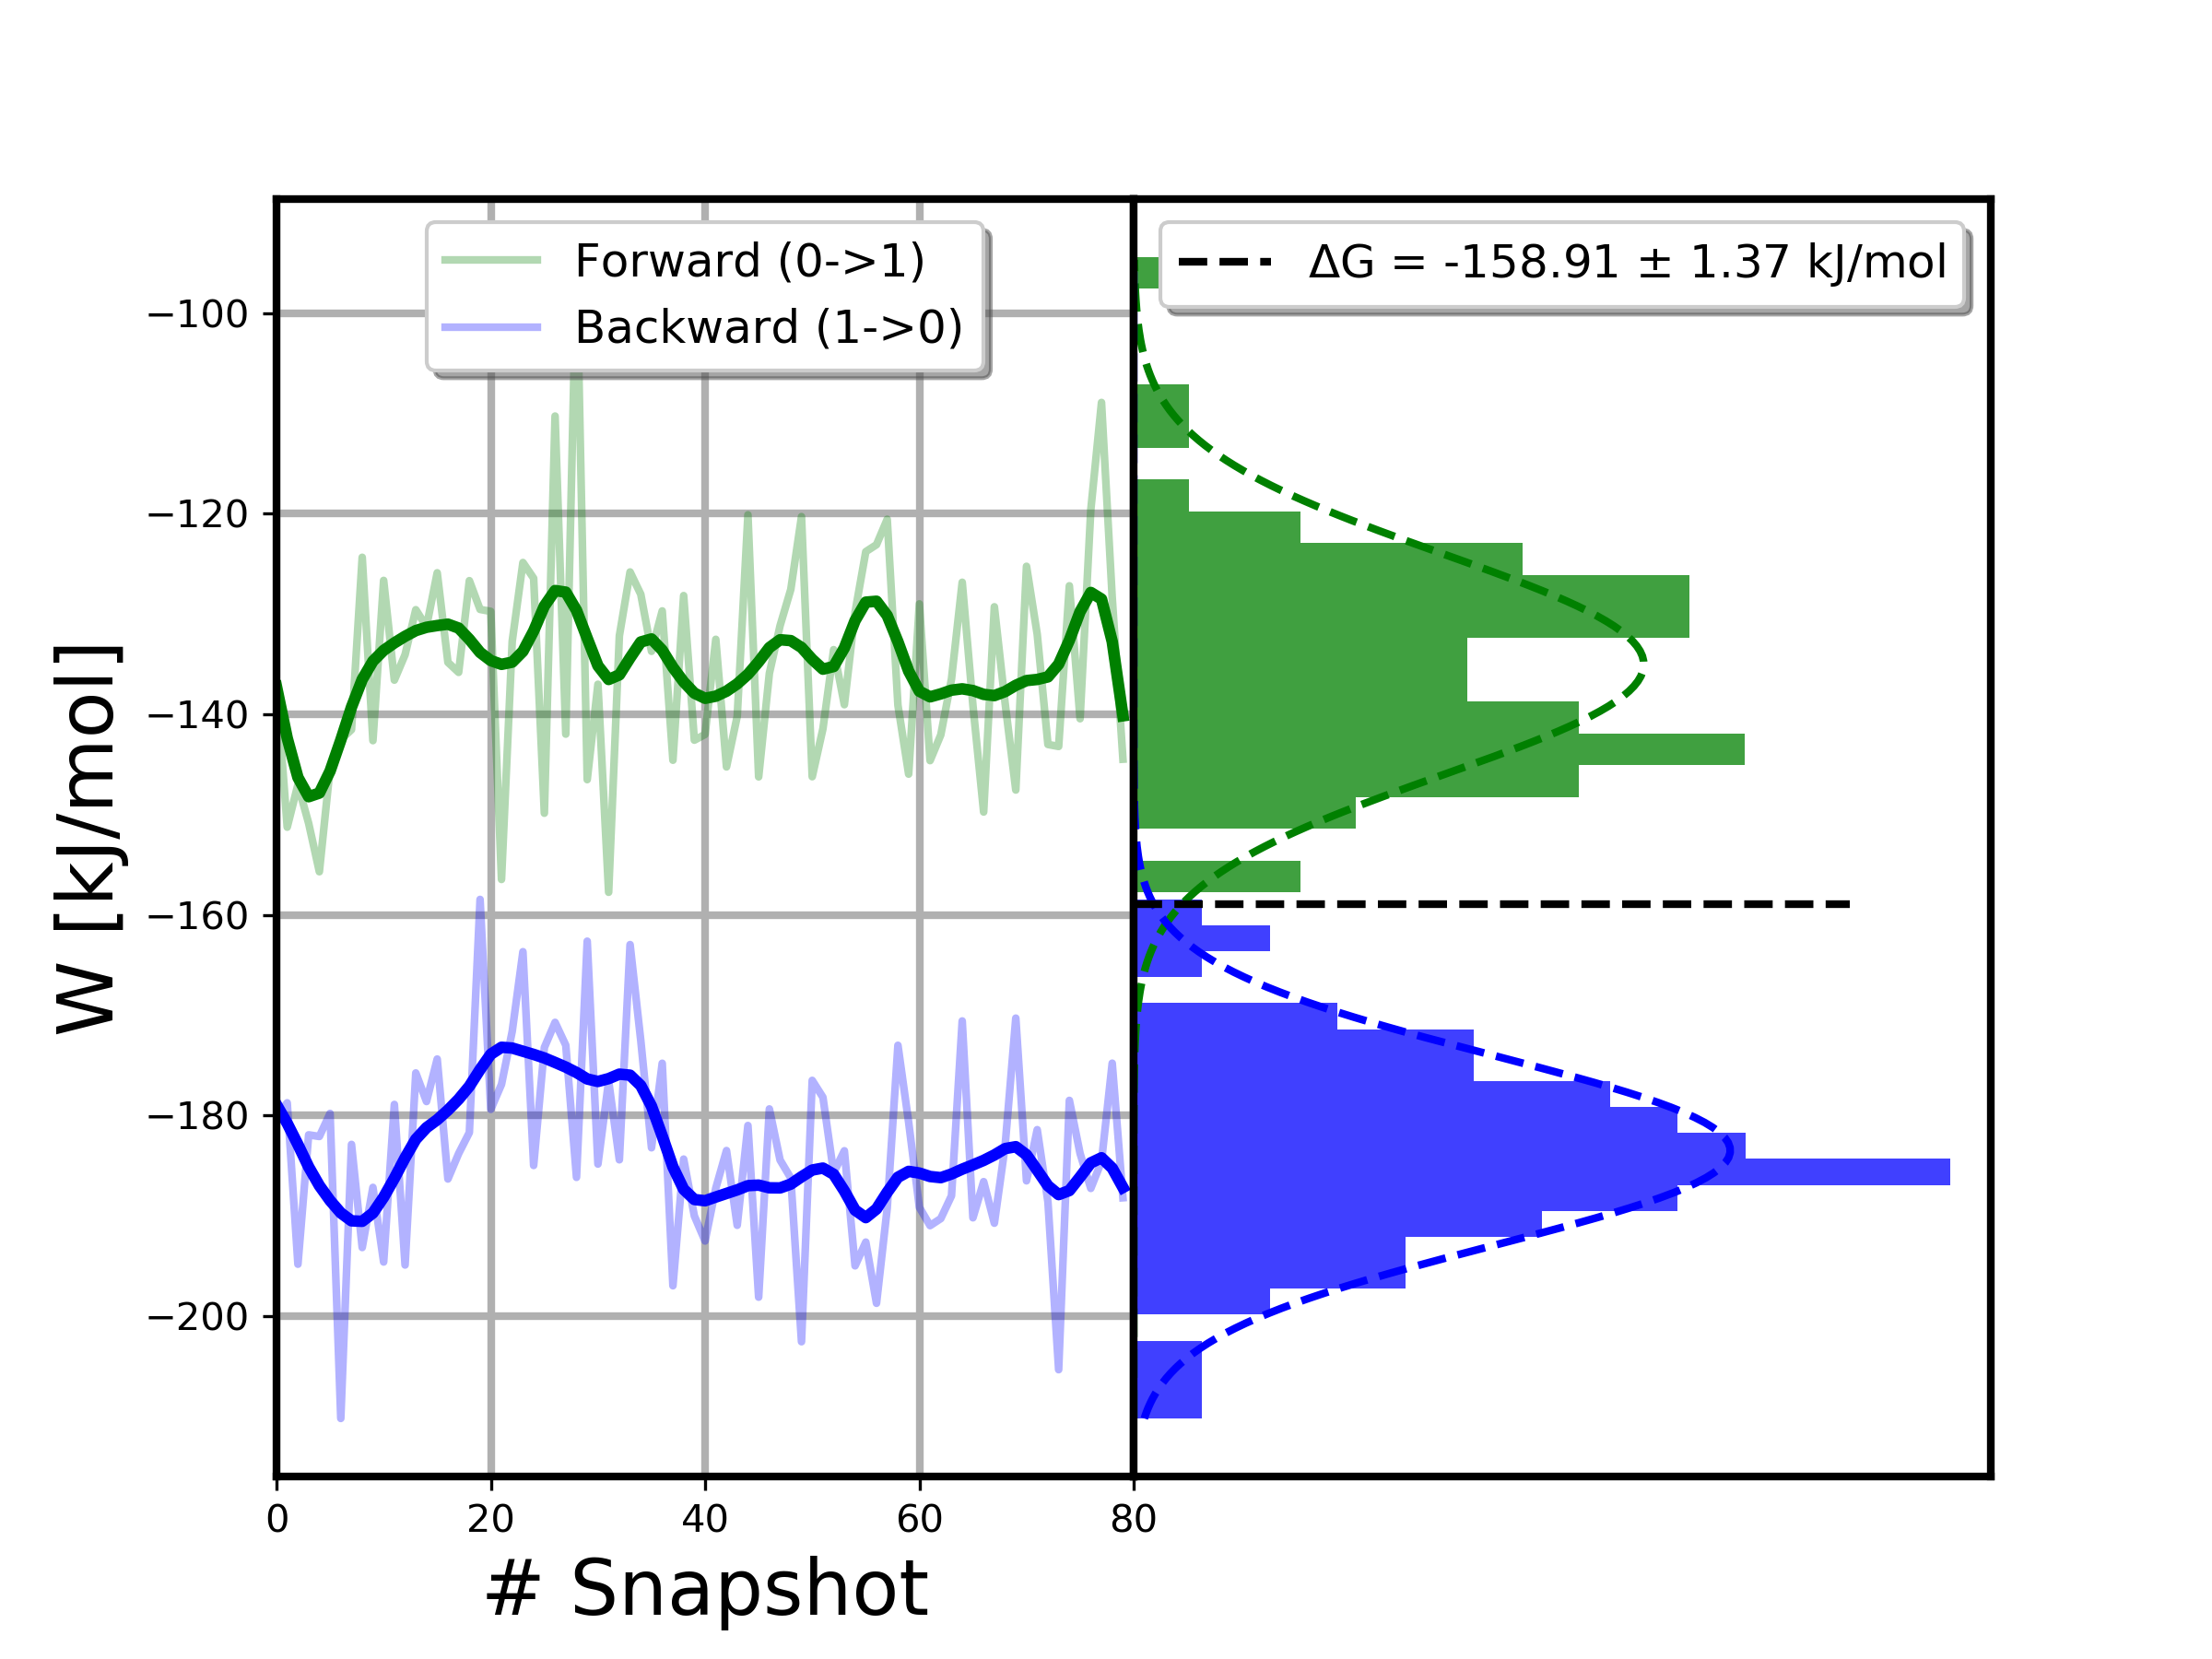 Forward (0->1)
Backward (1->0)
ΔG = -158.91 ± 1.37 kJ/mol
W [kJ/mol]
−100
−120
−140
−160
−180
−200
0 20 40 60 80
# Snapshot